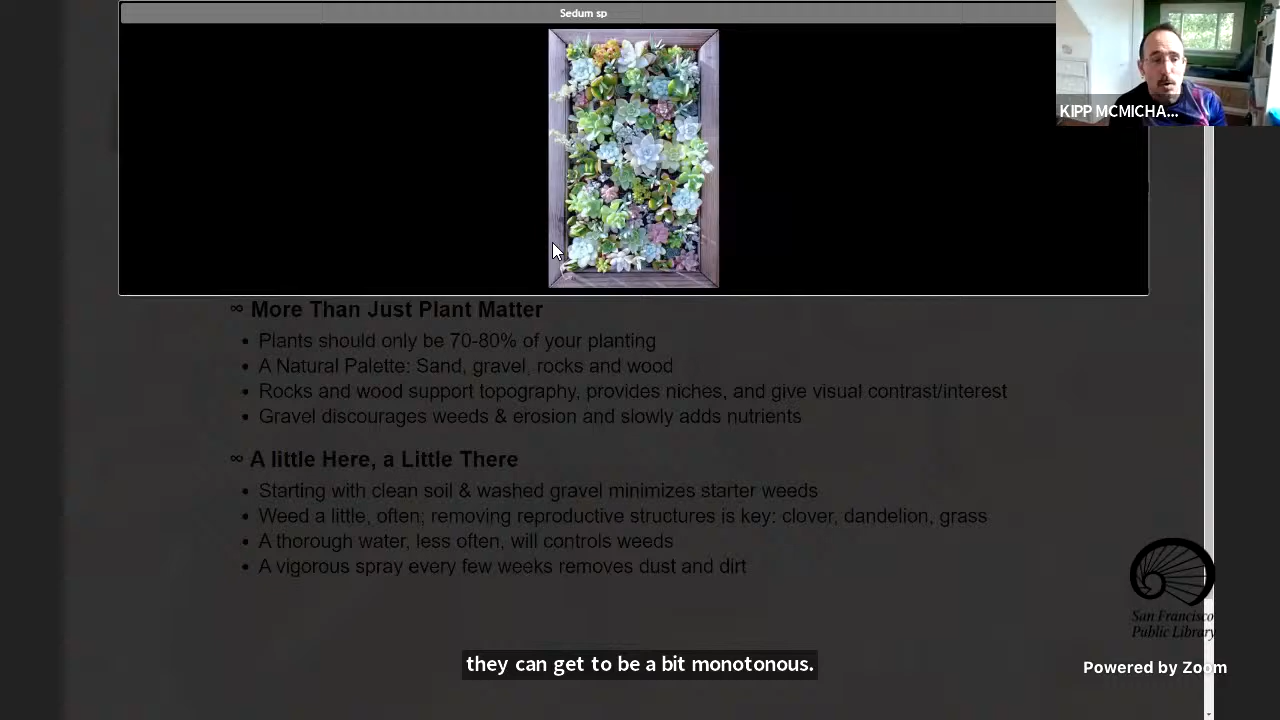 Sedum sp
KIPP MCMICHA...
∞ More Than Just Plant Matter
• Plants should only be 70-80% of your planting
• A Natural Palette: Sand, gravel, rocks and wood
• Rocks and wood support topography, provides niches, and give visual contrast/interest
• Gravel discourages weeds & erosion and slowly adds nutrients
∞ A little Here, a Little There
• Starting with clean soil & washed gravel minimizes starter weeds
• Weed a little, often; removing reproductive structures is key: clover, dandelion, grass
• A thorough water, less often, will controls weeds
• A vigorous spray every few weeks removes dust and dirt
San Francisco
Public Library
they can get to be a bit monotonous.
Powered by Zoom